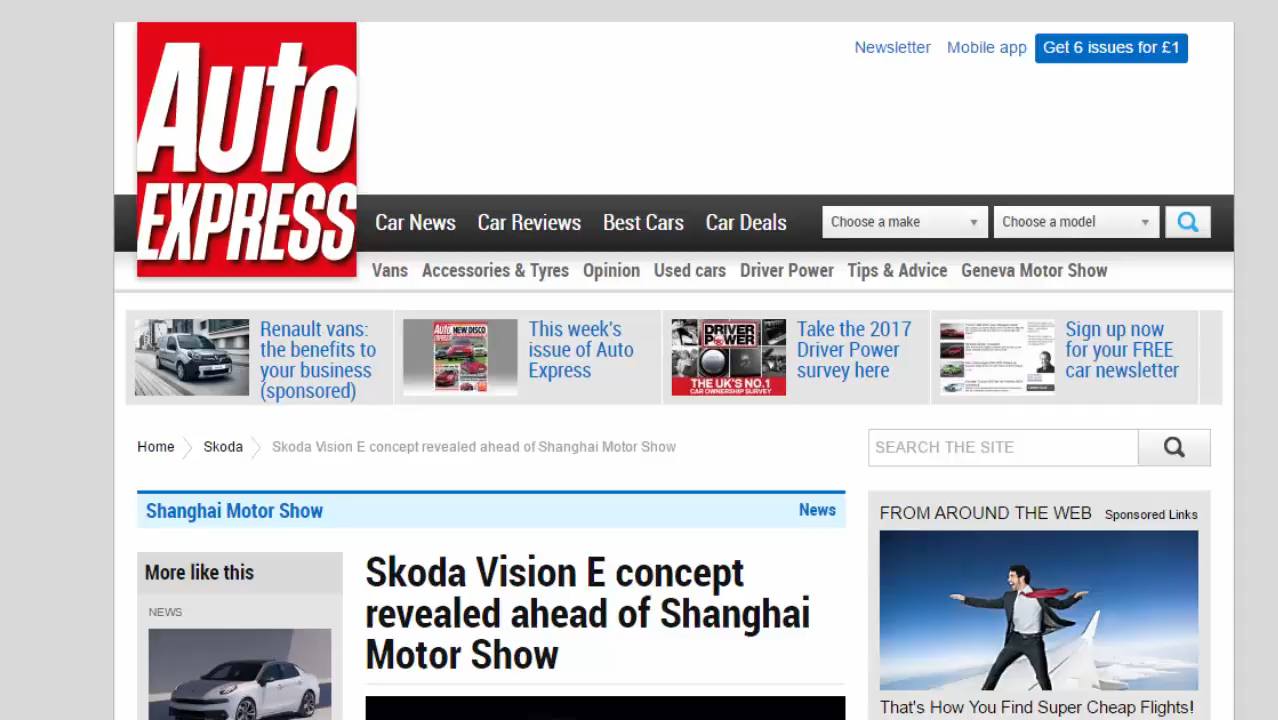 Auto
EXPRESS
Newsletter Mobile app Get 6 issues for £1
Car News Car Reviews Best Cars Car Deals Choose a make Choose a model
Vans Accessories & Tyres Opinion Used cars Driver Power Tips & Advice Geneva Motor Show
Renault vans:
the benefits to
your business
(sponsored)
Auto NEW DISCO
This week's
issue of Auto
Express
DRIVER
POWER
THE UK'S NO.1
CAR OWNERSHIP SURVEY
Take the 2017
Driver Power
survey here
Sign up now
for your FREE
car newsletter
Home Skoda Skoda Vision E concept revealed ahead of Shanghai Motor Show
SEARCH THE SITE
Shanghai Motor Show News
More like this
NEWS
Skoda Vision E concept
revealed ahead of Shanghai
Motor Show
FROM AROUND THE WEB Sponsored Links
That's How You Find Super Cheap Flights!